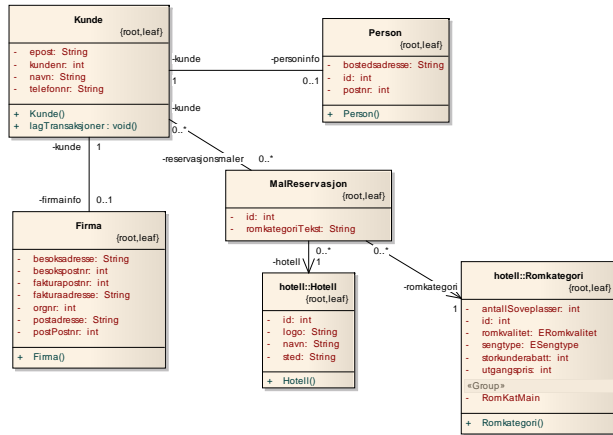 Kunde
{root,leaf}
- epost: String
- kundenr: int
- navn: String
- telefonnr: String
+ Kunde()
+ lagTransaksjoner : void()
Person
{root,leaf}
- bostedsadresse: String
- id: int
- postnr: int
+ Person()
-kunde
1
-personinfo
0..1
-kunde
0..*
-reservasjonsmaler
0..*
-kunde
1
-firmainfo
0..1
MalReservasjon
{root,leaf}
- id: int
- romkategoriTekst: String
Firma
{root,leaf}
- besoksadresse: String
- besokspostnr: int
- fakturapostnr: int
- fakturaadresse: String
- orgnr: int
- postadresse: String
- postPostnr: int
+ Firma()
0..*
-hotell
1
0..*
-romkategori
1
hotell::Hotell
{root,leaf}
- id: int
- logo: String
- navn: String
- sted: String
+ Hotell()
hotell::Romkategori
{root,leaf}
- antallSoveplasser: int
- id: int
- romkvalitet: ERomkvalitet
- sengtype: ESengtype
- storkunderabatt: int
- utgangspris: int
«Group»
- RomKatMain
+ Romkategori()